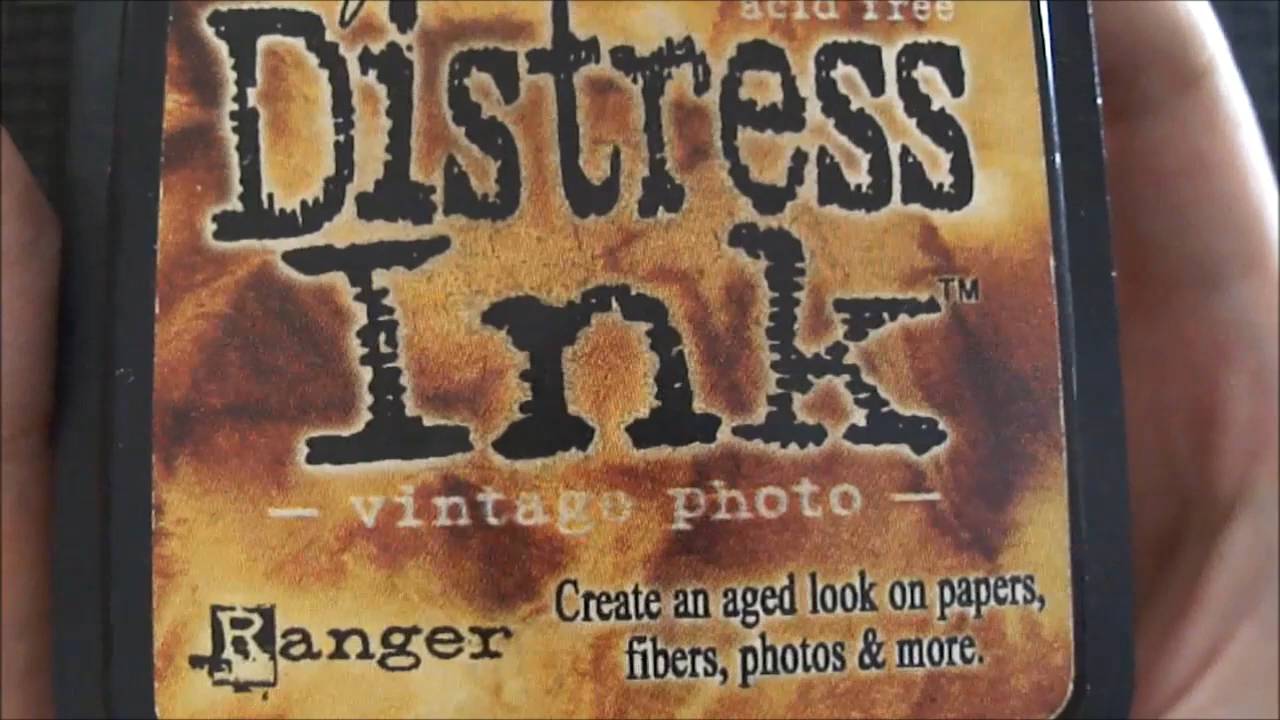 acid free
Distress
Ink™
— vintage photo —
Ranger
Create an aged look on papers,
fibers, photos & more.